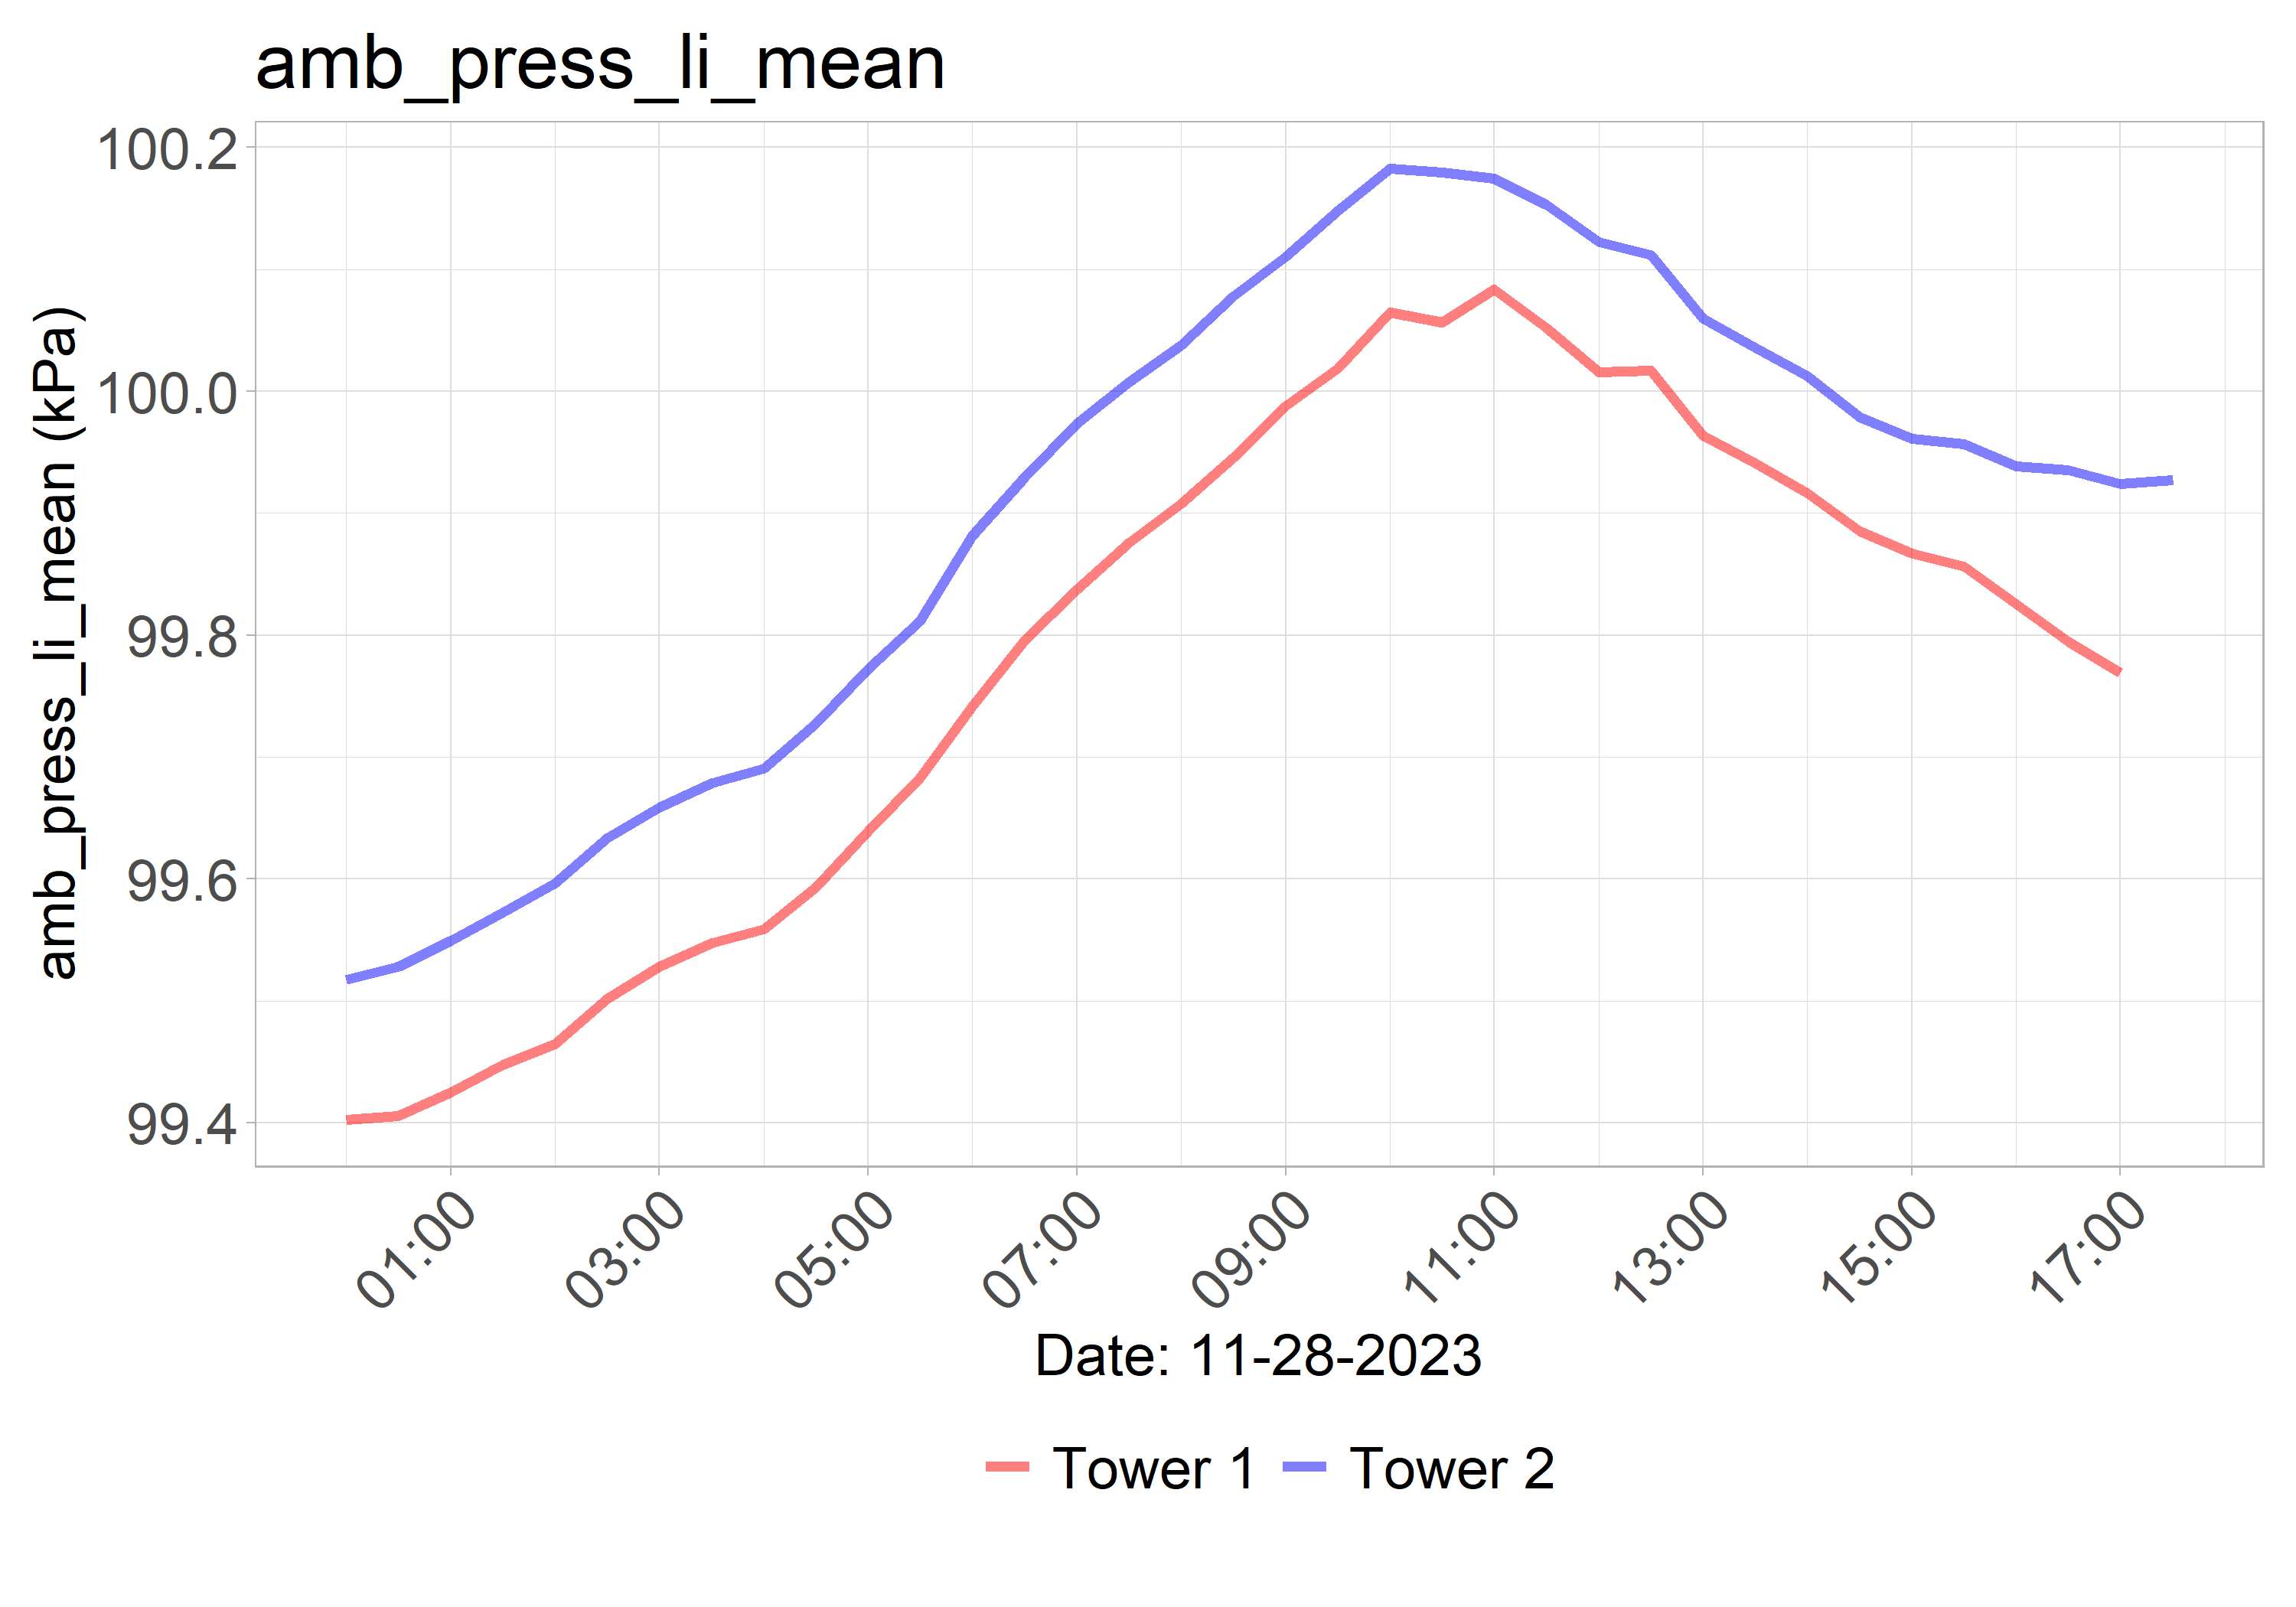 amb_press_li_mean
amb_press_li_mean (kPa)
100.2
100.0
99.8
99.6
99.4
01:00 03:00 05:00 07:00 09:00 11:00 13:00 15:00 17:00
Date: 11-28-2023
Tower 1 Tower 2